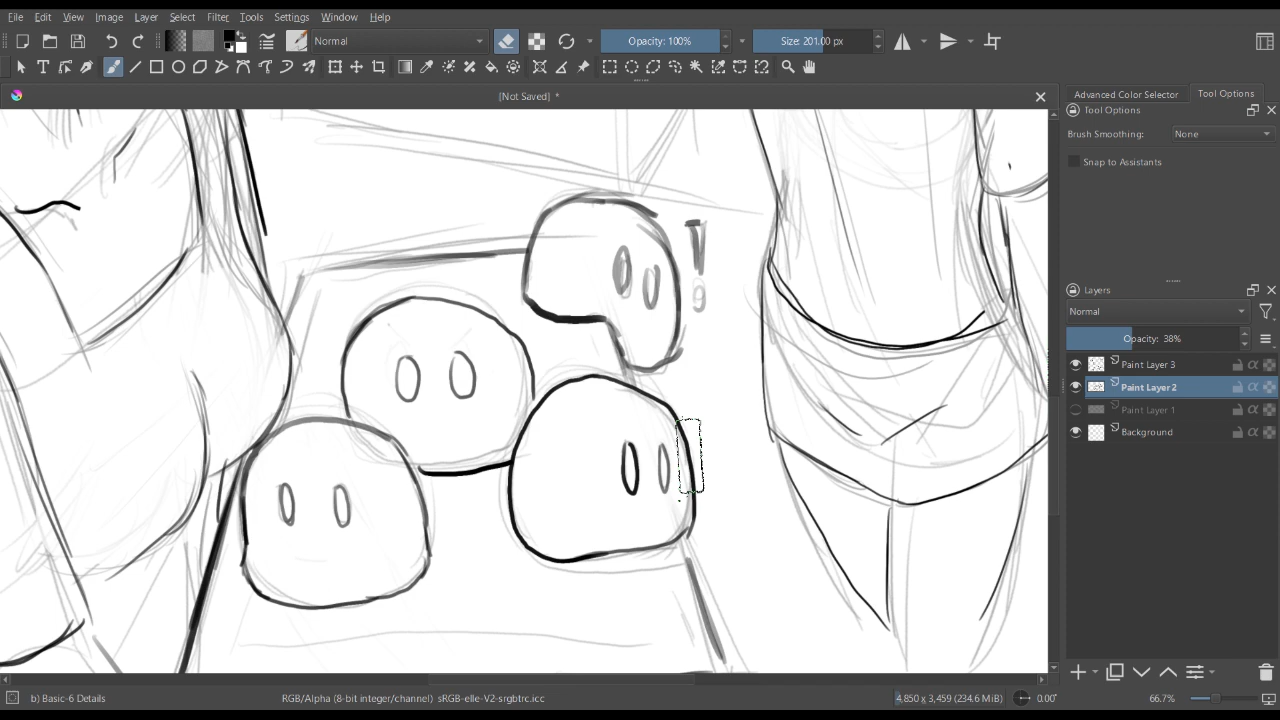 File Edit View Image Layer Select Filter Tools Settings Window Help
Normal Opacity: 100% Size: 201.00 px
[Not Saved] *
Advanced Color Selector Tool Options
Tool Options
Brush Smoothing: None
Snap to Assistants
Layers
Normal
Opacity: 38%
Paint Layer 3
Paint Layer 2
Paint Layer 1
Background
b) Basic-6 Details RGB/Alpha (8-bit integer/channel) sRGB-elle-V2-srgbtrc.icc 4,850 x 3,459 (234.6 MiB) 0.00° 66.7%